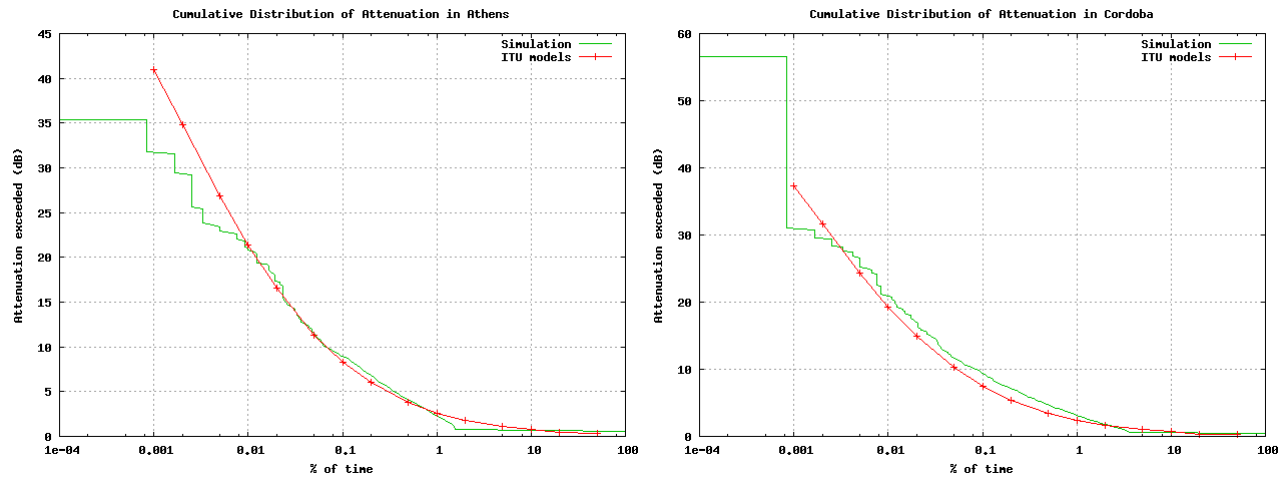 Cumulative Distribution of Attenuation in Athens
Attenuation exceeded (dB)
45
40
35
30
25
20
15
10
5
0
Simulation
ITU models
1e-04 0.001 0.01 0.1 1 10 100
% of time
Cumulative Distribution of Attenuation in Cordoba
Attenuation exceeded (dB)
60
50
40
30
20
10
0
Simulation
ITU models
1e-04 0.001 0.01 0.1 1 10 100
% of time